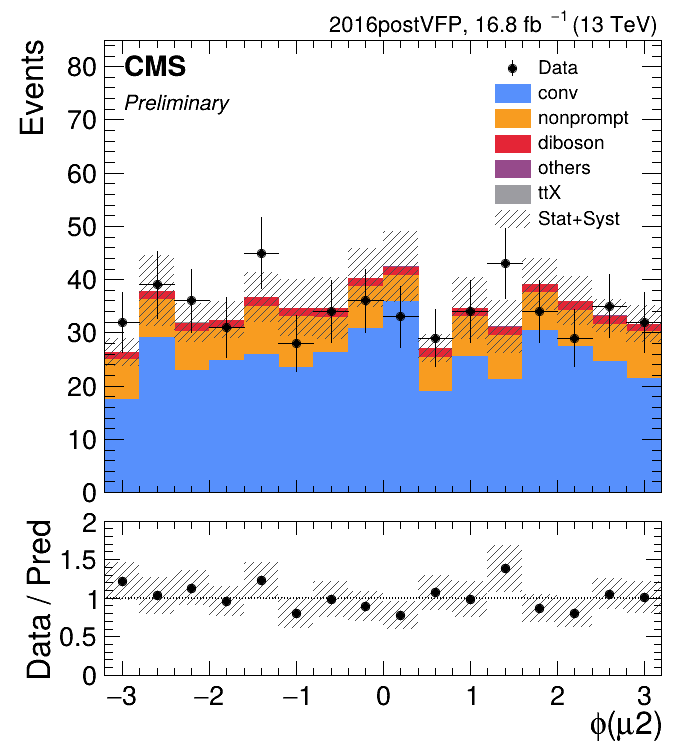 2016postVFP, 16.8 fb⁻¹ (13 TeV)
CMS
Preliminary
Events
80
70
60
50
40
30
20
10
0
Data
conv
nonprompt
diboson
others
ttX
Stat+Syst
Data / Pred
2
1.5
1
0.5
0
−3 −2 −1 0 1 2 3
ϕ(μ2)